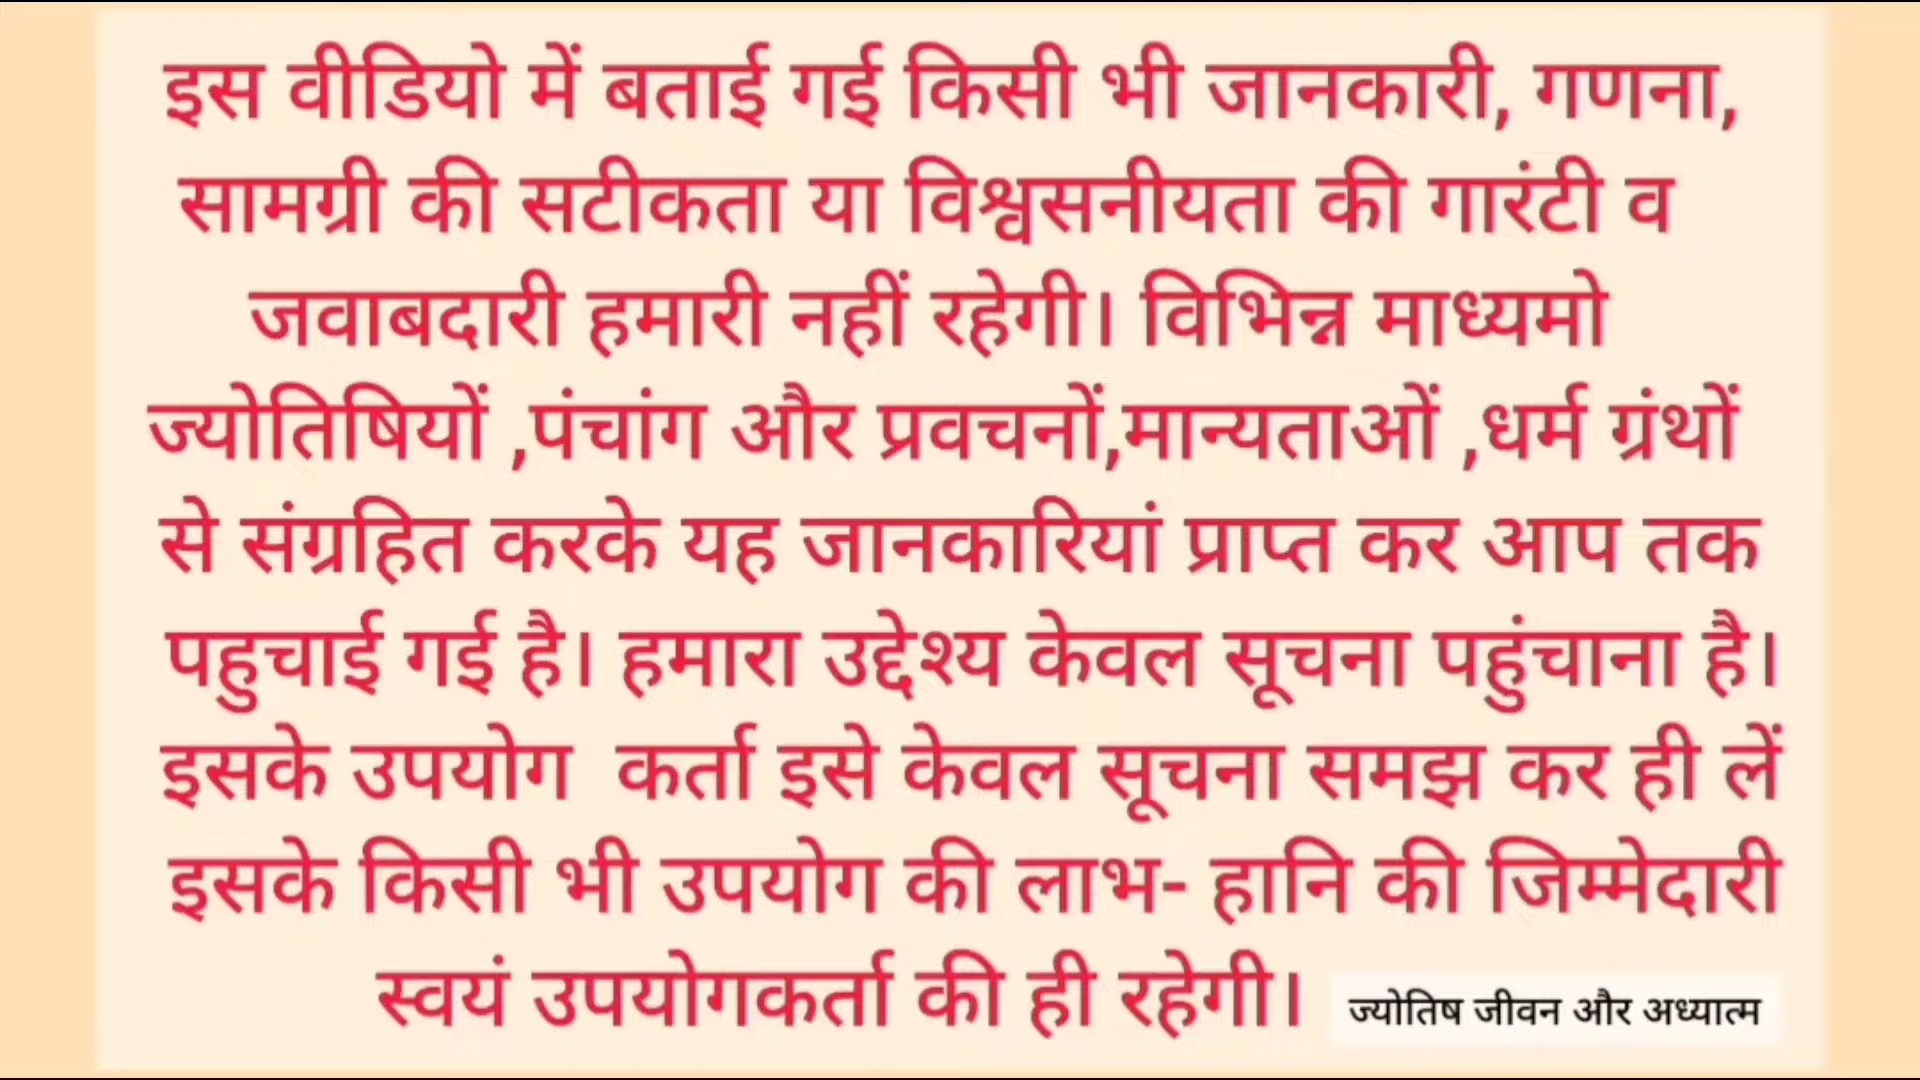 इस वीडियो में बताई गई किसी भी जानकारी, गणना,
सामग्री की सटीकता या विश्वसनीयता की गारंटी व
जवाबदारी हमारी नहीं रहेगी। विभिन्न माध्यमो
ज्योतिषियों ,पंचांग और प्रवचनों,मान्यताओं ,धर्म ग्रंथों
से संग्रहित करके यह जानकारियां प्राप्त कर आप तक
पहुचाई गई है। हमारा उद्देश्य केवल सूचना पहुंचाना है।
इसके उपयोग  कर्ता इसे केवल सूचना समझ कर ही लें
इसके किसी भी उपयोग की लाभ- हानि की जिम्मेदारी
स्वयं उपयोगकर्ता की ही रहेगी।
ज्योतिष जीवन और अध्यात्म